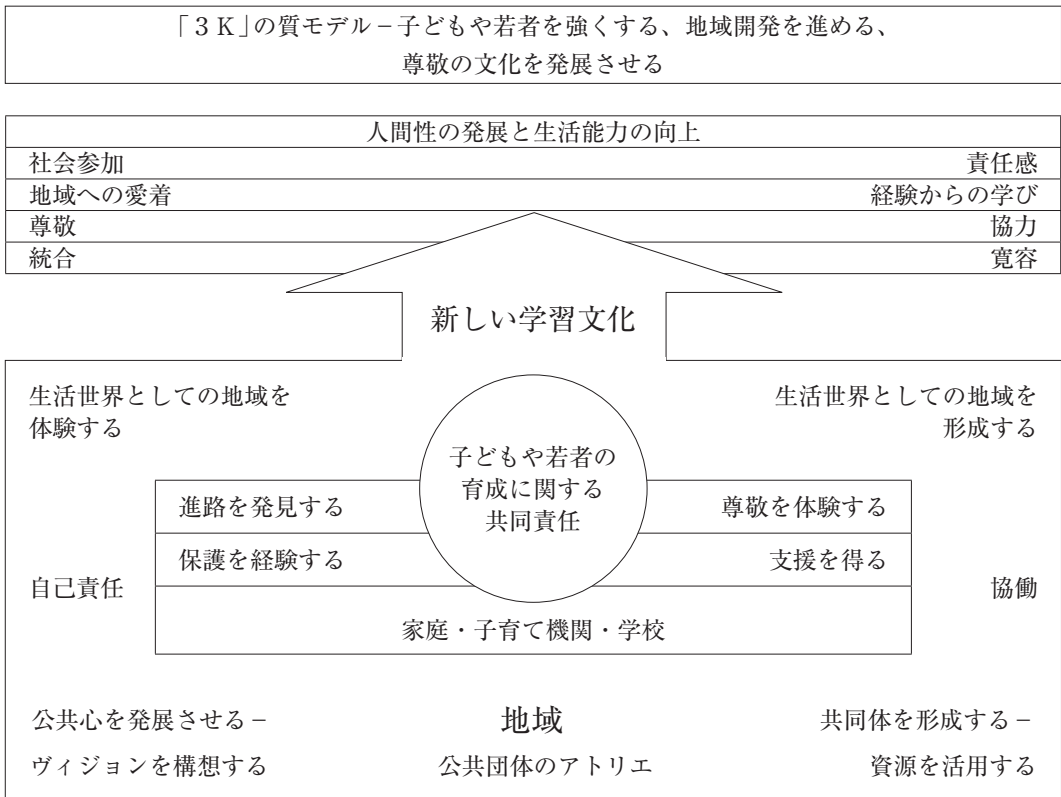 「3K」の質モデル－子どもや若者を強くする、地域開発を進める、
尊敬の文化を発展させる
人間性の発展と生活能力の向上
社会参加 責任感
地域への愛着 経験からの学び
尊敬 協力
統合 寛容
新しい学習文化
生活世界としての地域を
体験する
生活世界としての地域を
形成する
子どもや若者の
育成に関する
共同責任
進路を発見する 尊敬を体験する
保護を経験する 支援を得る
自己責任 協働
家庭・子育て機関・学校
公共心を発展させる－ 地域 共同体を形成する－
ヴィジョンを構想する 公共団体のアトリエ 資源を活用する